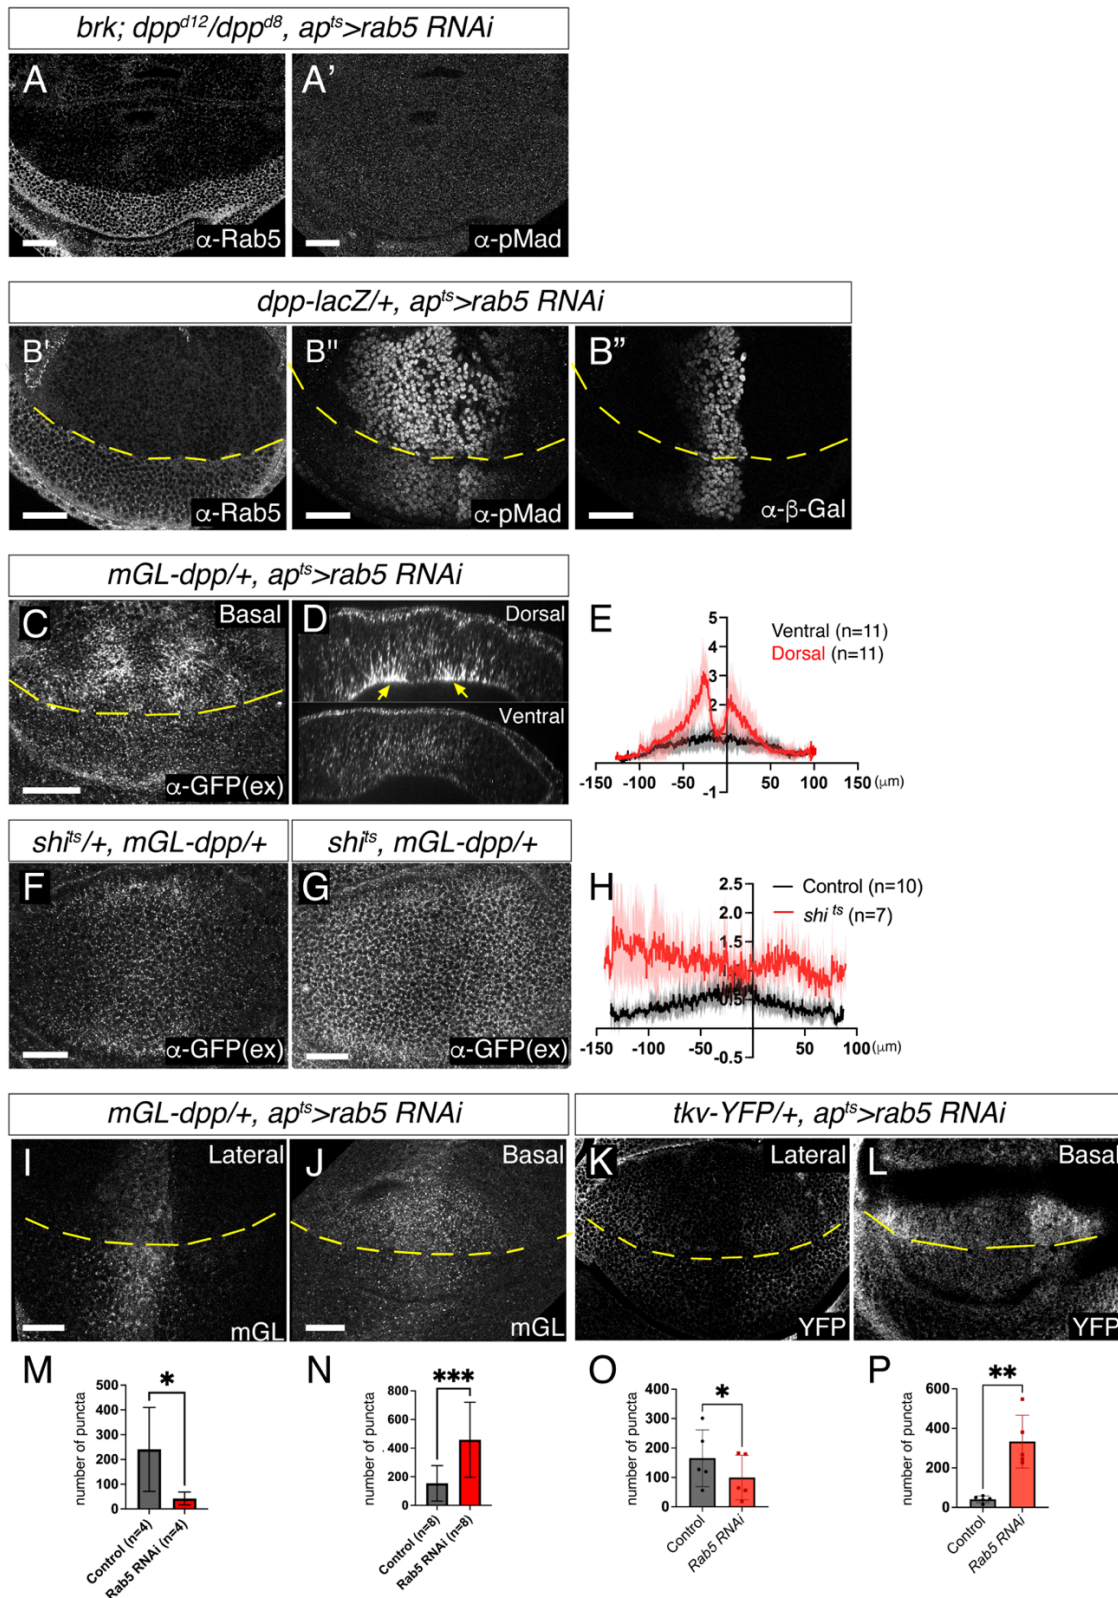 brk; dpp^d12/dpp^d8, ap^ts>rab5 RNAi
A
α-Rab5
A'
α-pMad
dpp-lacZ/+, ap^ts>rab5 RNAi
B'
α-Rab5
B"
α-pMad
B”
α-β-Gal
mGL-dpp/+, ap^ts>rab5 RNAi
C
Basal
α-GFP(ex)
D
Dorsal
Ventral
E
Ventral (n=11)
Dorsal (n=11)
5
4
3
2
1
-1
-150 -100 -50 50 100 150 (μm)
shi^ts/+, mGL-dpp/+
shi^ts, mGL-dpp/+
F
α-GFP(ex)
G
α-GFP(ex)
H
Control (n=10)
shi^ts (n=7)
2.5
2.0
1.5
1.0
0.5
-0.5
-150 -100 -50 50 100 (μm)
mGL-dpp/+, ap^ts>rab5 RNAi
tkv-YFP/+, ap^ts>rab5 RNAi
I
Lateral
mGL
J
Basal
mGL
K
Lateral
YFP
L
Basal
YFP
M
number of puncta
500
400
300
200
100
0
*
Control (n=4)
Rab5 RNAi (n=4)
N
number of puncta
800
600
400
200
0
***
Control (n=8)
Rab5 RNAi (n=8)
O
number of puncta
400
300
200
100
0
*
Control
Rab5 RNAi
P
number of puncta
600
400
200
0
**
Control
Rab5 RNAi